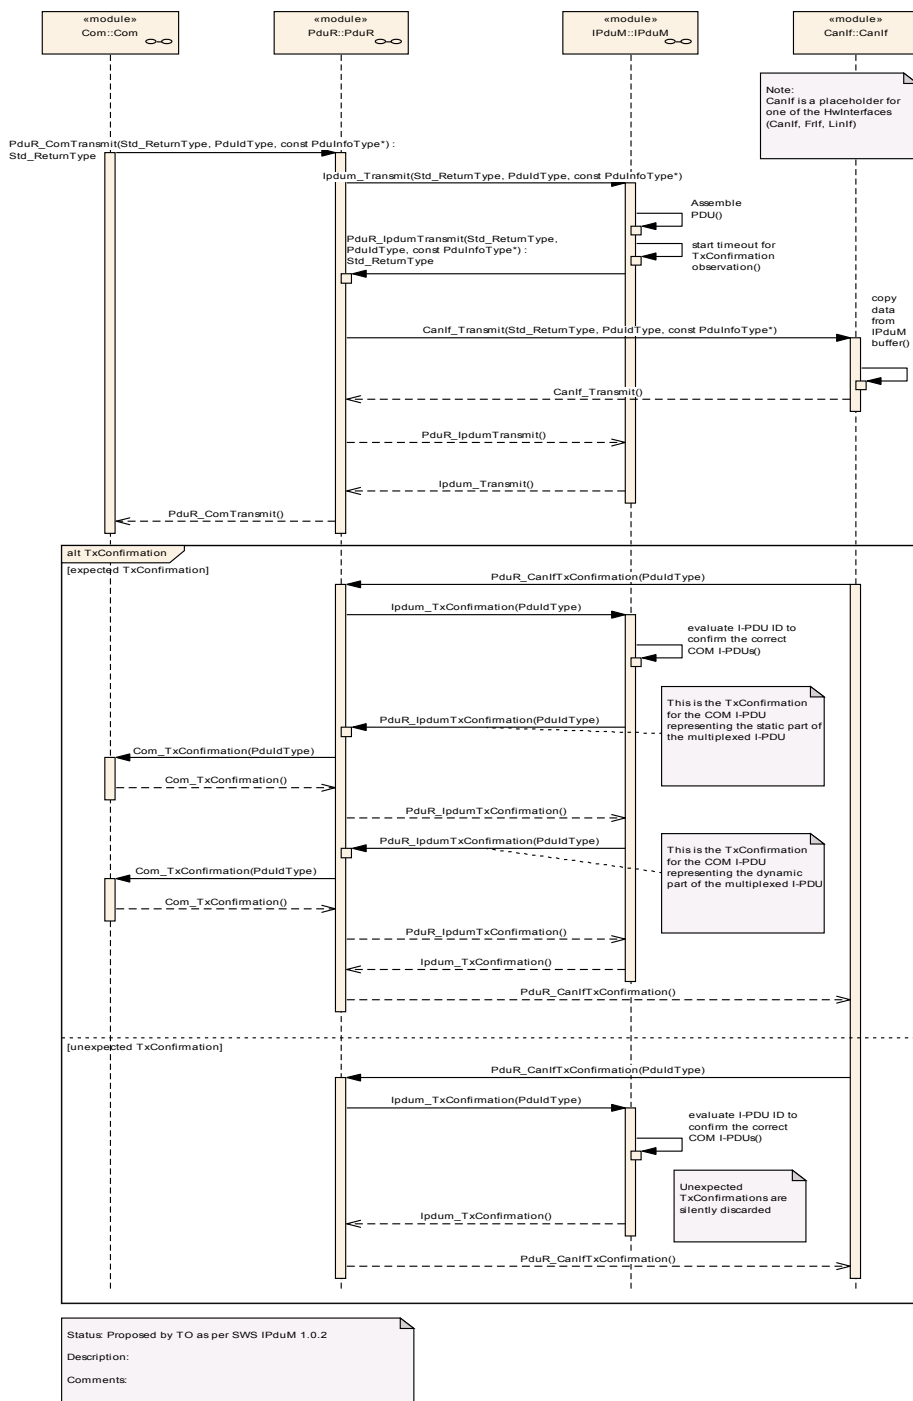 «module»
Com::Com
«module»
PduR::PduR
«module»
IPduM::IPduM
«module»
CanIf::CanIf
Note:
CanIf is a placeholder for
one of the HwInterfaces
(CanIf, FrIf, LinIf)
PduR_ComTransmit(Std_ReturnType, PduIdType, const PduInfoType*) :
Std_ReturnType
Ipdum_Transmit(Std_ReturnType, PduIdType, const PduInfoType*)
Assemble
PDU()
PduR_IpdumTransmit(Std_ReturnType,
PduIdType, const PduInfoType*) :
Std_ReturnType
start timeout for
TxConfirmation
observation()
copy
data
from
IPduM
buffer()
CanIf_Transmit(Std_ReturnType, PduIdType, const PduInfoType*)
CanIf_Transmit()
PduR_IpdumTransmit()
Ipdum_Transmit()
PduR_ComTransmit()
alt TxConfirmation
[expected TxConfirmation]
PduR_CanIfTxConfirmation(PduIdType)
Ipdum_TxConfirmation(PduIdType)
evaluate I-PDU ID to
confirm the correct
COM I-PDUs()
This is the TxConfirmation
for the COM I-PDU
representing the static part of
the multiplexed I-PDU
PduR_IpdumTxConfirmation(PduIdType)
Com_TxConfirmation(PduIdType)
Com_TxConfirmation()
PduR_IpdumTxConfirmation()
PduR_IpdumTxConfirmation(PduIdType)
This is the TxConfirmation
for the COM I-PDU
representing the dynamic
part of the multiplexed I-PDU
Com_TxConfirmation(PduIdType)
Com_TxConfirmation()
PduR_IpdumTxConfirmation()
Ipdum_TxConfirmation()
PduR_CanIfTxConfirmation()
[unexpected TxConfirmation]
PduR_CanIfTxConfirmation(PduIdType)
Ipdum_TxConfirmation(PduIdType)
evaluate I-PDU ID to
confirm the correct
COM I-PDUs()
Unexpected
TxConfirmations are
silently discarded
Ipdum_TxConfirmation()
PduR_CanIfTxConfirmation()
Status: Proposed by TO as per SWS IPduM 1.0.2
Description:
Comments: